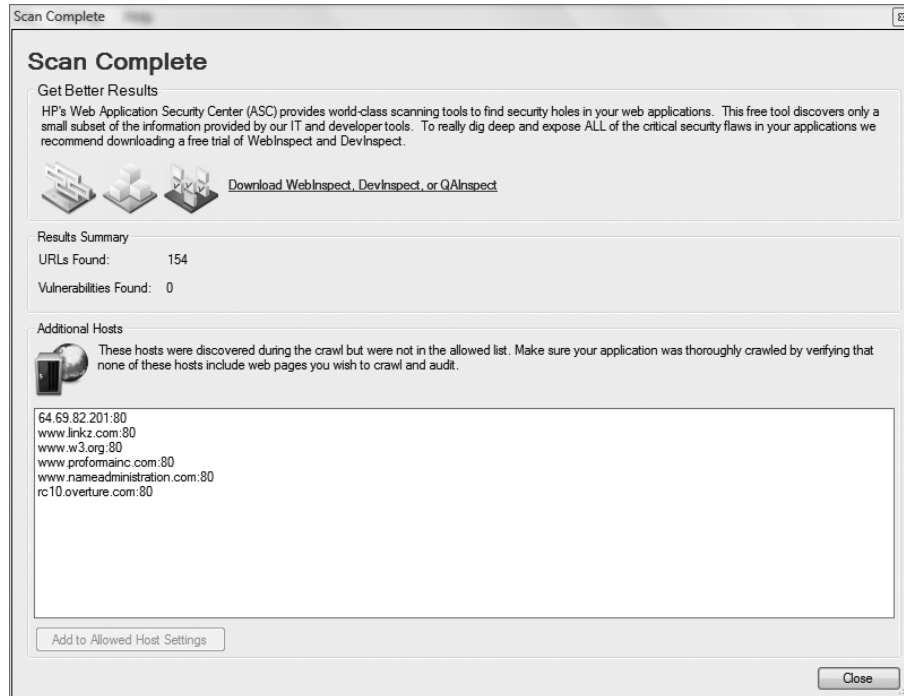 Scan Complete
Scan Complete
Get Better Results
HP's Web Application Security Center (ASC) provides world-class scanning tools to find security holes in your web applications. This free tool discovers only a
small subset of the information provided by our IT and developer tools. To really dig deep and expose ALL of the critical security flaws in your applications we
recommend downloading a free trial of WebInspect and DevInspect.
Download WebInspect, DevInspect, or QAInspect
Results Summary
URLs Found: 154
Vulnerabilities Found: 0
Additional Hosts
These hosts were discovered during the crawl but were not in the allowed list. Make sure your application was thoroughly crawled by verifying that
none of these hosts include web pages you wish to crawl and audit.
64.69.82.201:80
www.linkz.com:80
www.w3.org:80
www.proformainc.com:80
www.nameadministration.com:80
rc10.overture.com:80
Add to Allowed Host Settings
Close